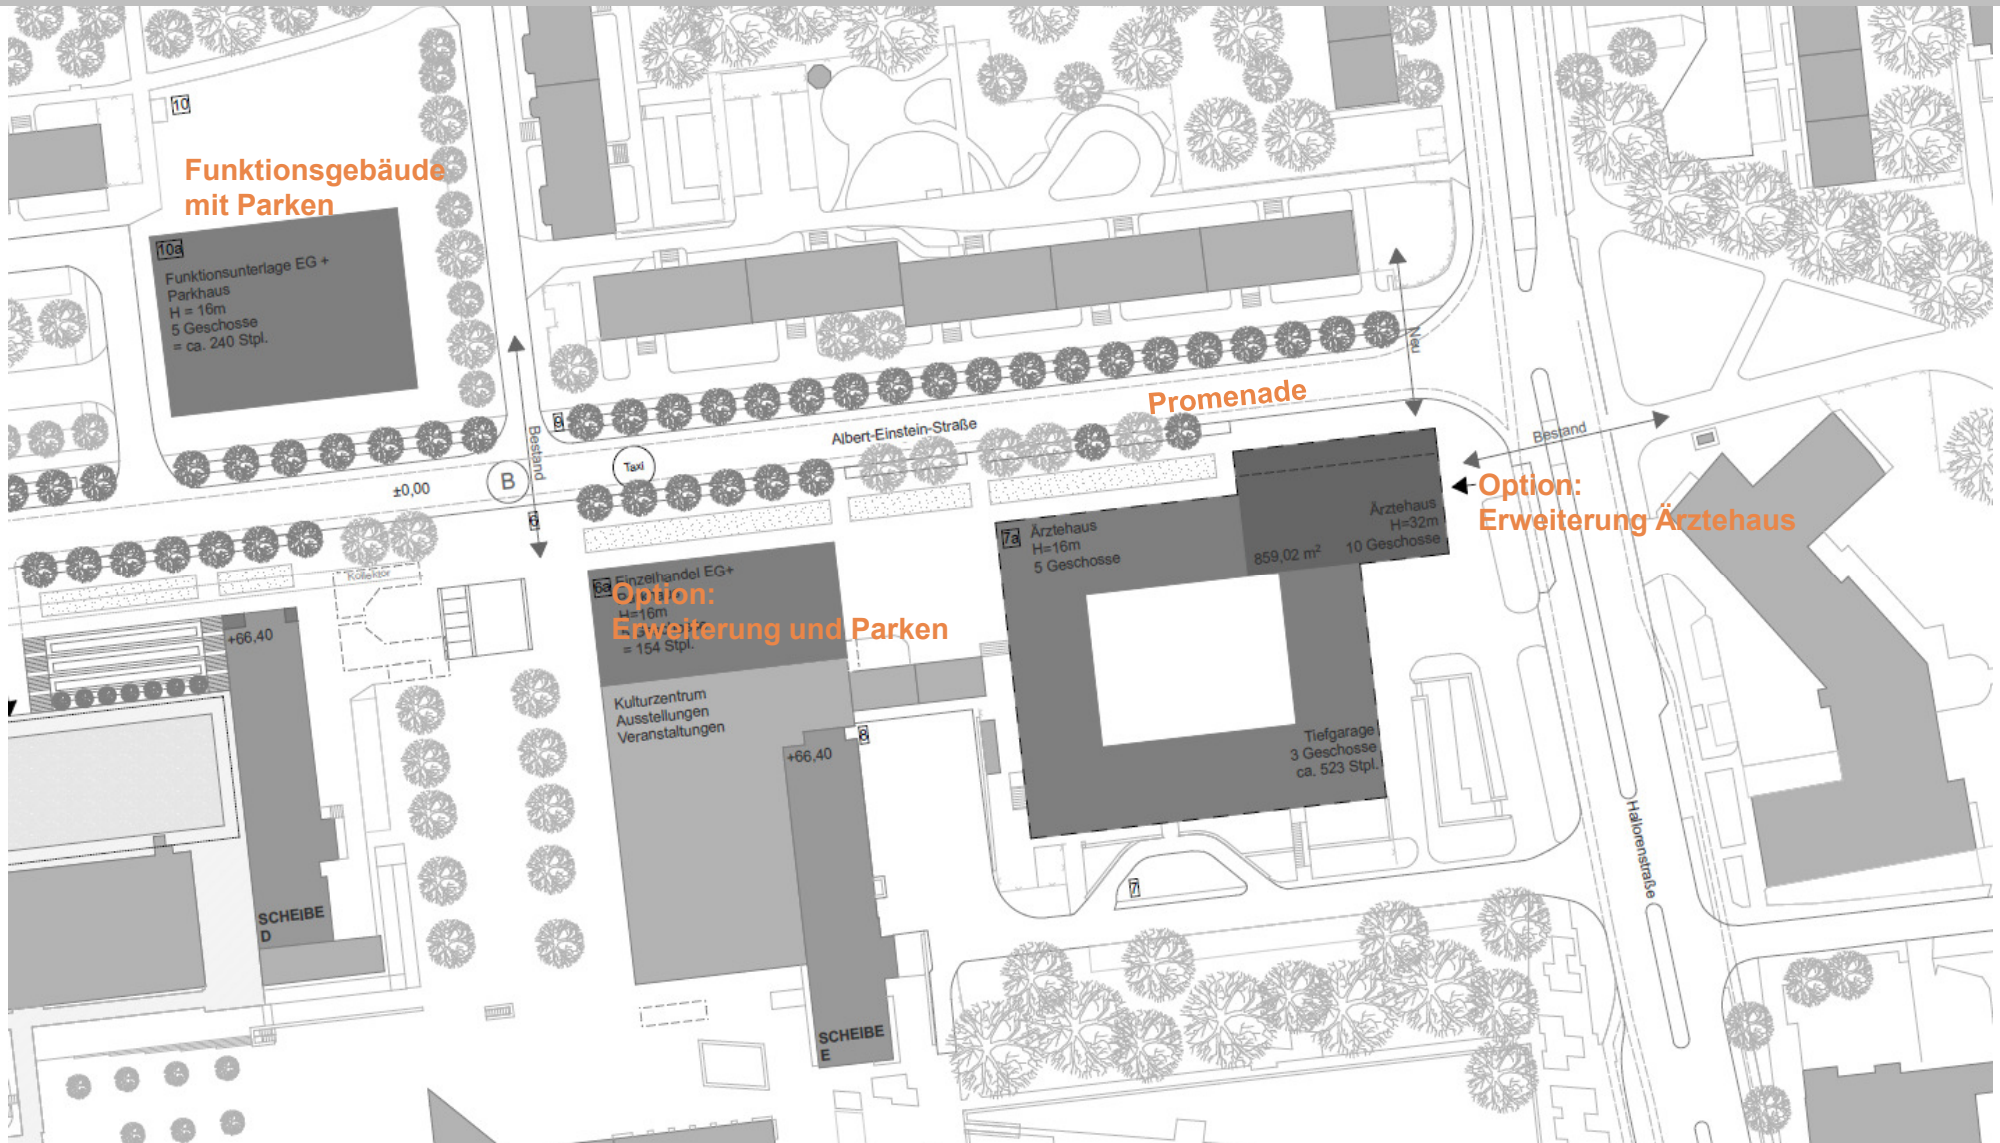 10
Funktionsgebäude
mit Parken
10a
Funktionsunterlage EG +
Parkhaus
H = 16m
5 Geschosse
= ca. 240 Stpl.
Neu
Promenade
9
Albert-Einstein-Straße
Bestand
Bestand
Taxi
B
±0,00
6
Option:
Erweiterung Ärztehaus
7a
Ärztehaus
H=16m
5 Geschosse
Ärztehaus
H=32m
859,02 m² 10 Geschosse
Kollektor
6a
Einzelhandel EG+
H=16m
= 154 Stpl.
Option:
Erweiterung und Parken
+66,40
Kulturzentrum
Ausstellungen
Veranstaltungen
8
+66,40
Tiefgarage
3 Geschosse
ca. 523 Stpl.
Hallorenstraße
7
SCHEIBE
D
SCHEIBE
E